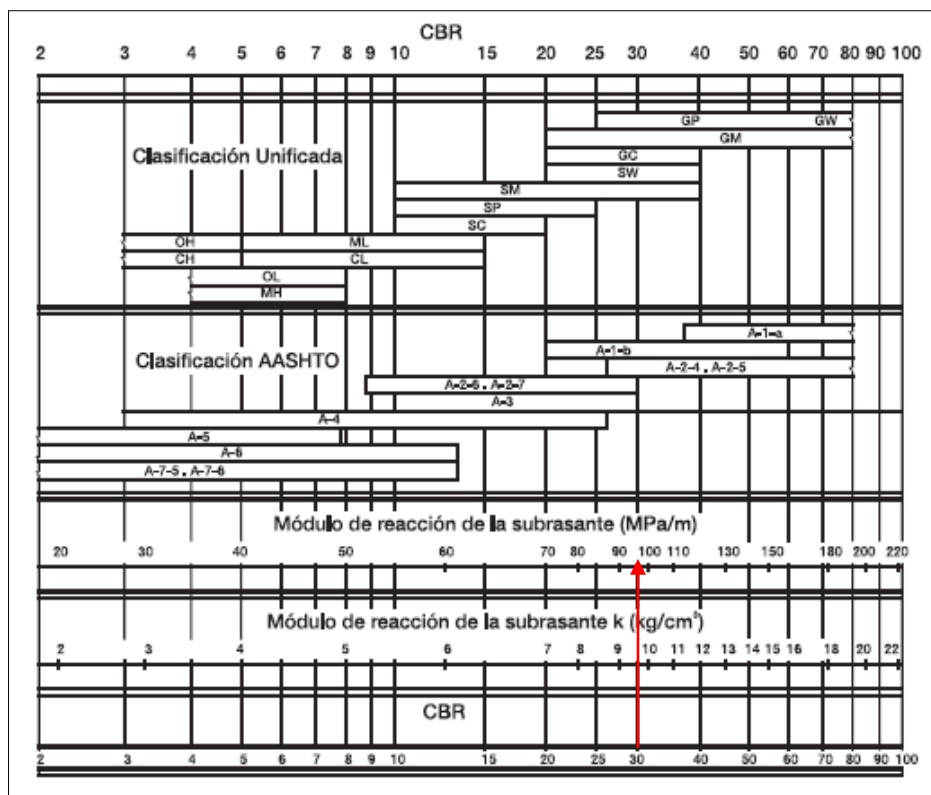 CBR
2 3 4 5 6 7 8 9 10 15 20 25 30 40 50 60 70 80 90 100
GP GW
GM
Clasificación Unificada
GC
SW
SM
SP
SC
OH ML
CH CL
OL
MH
A-1-a
A-1-b
Clasificación AASHTO
A-2-4 . A-2-5
A-2-6 . A-2-7
A-3
A-4
A-5
A-6
A-7-5 . A-7-6
Módulo de reacción de la subrasante (MPa/m)
20 30 40 50 60 70 80 90 100 110 130 150 180 200 220
Módulo de reacción de la subrasante k (kg/cm³)
2 3 4 5 6 7 8 9 10 11 12 13 14 15 16 18 20 22
CBR
2 3 4 5 6 7 8 9 10 15 20 25 30 40 50 60 70 80 90 100